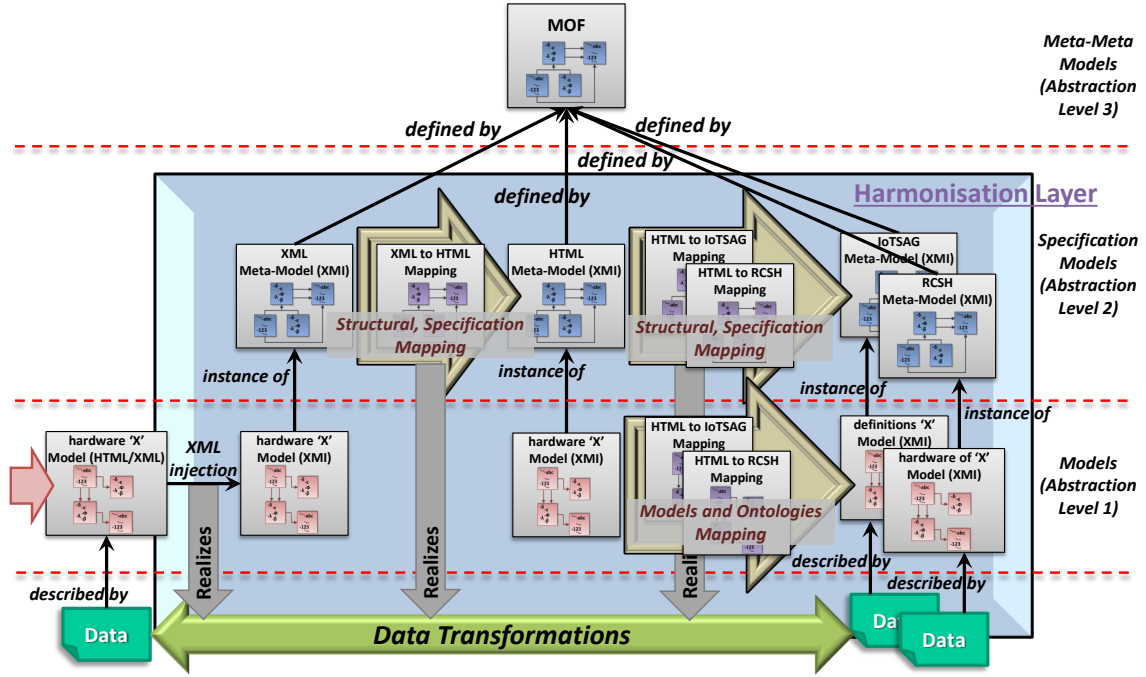 MOF
Meta-Meta
Models
(Abstraction
Level 3)
defined by
defined by
defined by
defined by
Harmonisation Layer
XML
Meta-Model (XMI)
XML to HTML
Mapping
HTML
Meta-Model (XMI)
HTML to IoTSAG
Mapping
HTML to RCSH
Mapping
IoTSAG
Meta-Model (XMI)
RCSH
Meta-Model (XMI)
Specification
Models
(Abstraction
Level 2)
Structural, Specification
Mapping
Structural, Specification
Mapping
instance of
instance of
instance of
instance of
hardware ‘X’
Model (HTML/XML)
XML
injection
hardware ‘X’
Model (XMI)
hardware ‘X’
Model (XMI)
HTML to IoTSAG
Mapping
HTML to RCSH
Mapping
definitions ‘X’
Model (XMI)
hardware of ‘X’
Model (XMI)
Models
(Abstraction
Level 1)
Models and Ontologies
Mapping
Realizes
Realizes
Realizes
described by
described by
described by
Data
Data Transformations
Data
Data